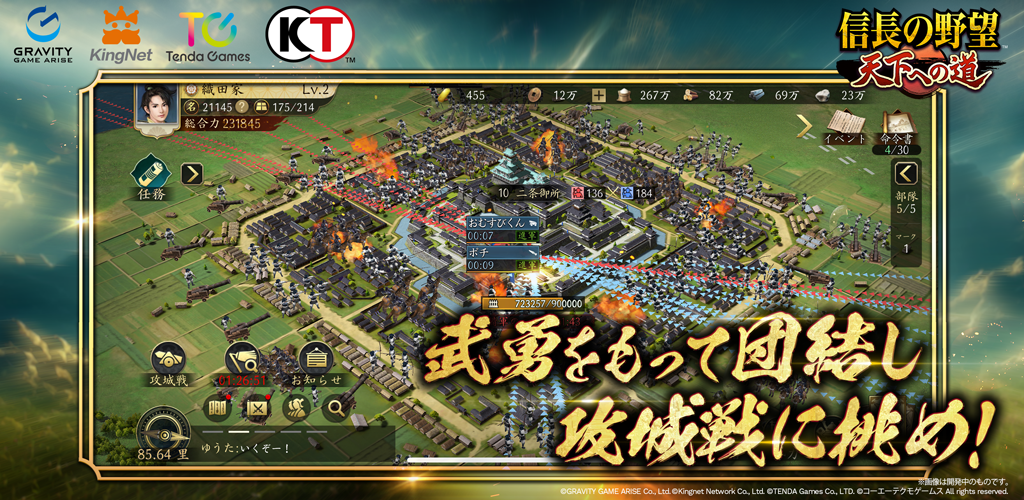 GRAVITY
GAME ARISE
KingNet
Tenda Games
KT
TM
信長の野望
天下への道
織田家 Lv.2
名 21145 ? 175/214
総合力 231845
455 12万 267万 82万 69万 23万
イベント 命令書
4/30
任務
部隊
5/5
マーク
1
10 二条御所 136 184
おむすびくん
00:07 進軍
ポチ
00:09 進軍
723257/900000
攻城戦 01:26:51 お知らせ
85.64 里
ゆうた:いくぞー!
武勇をもって団結し
攻城戦に挑め!
※画像は開発中のものです。
©GRAVITY GAME ARISE Co., Ltd. ©Kingnet Network Co., Ltd. ©TENDA Games Co., Ltd. ©コーエーテクモゲームス All rights reserved.